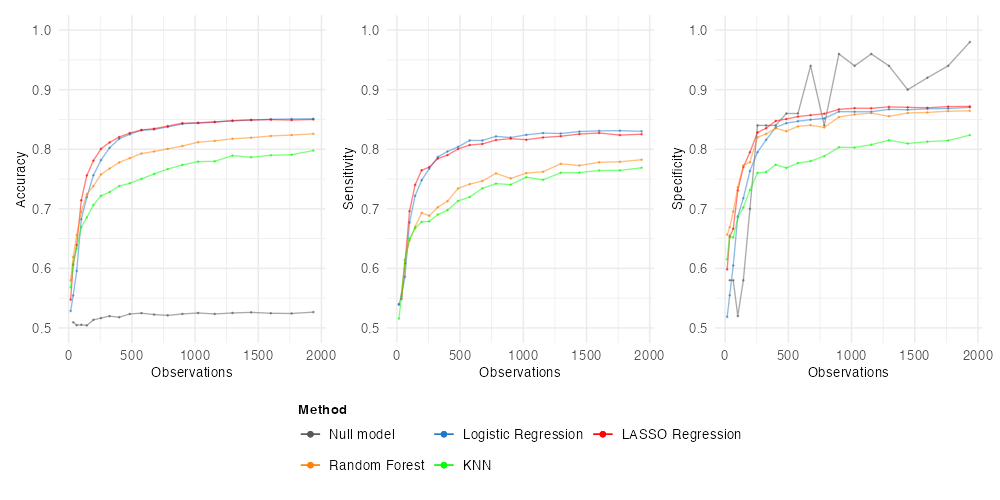 1.0
0.9
0.8
0.7
0.6
0.5
Accuracy
0 500 1000 1500 2000
Observations
1.0
0.9
0.8
0.7
0.6
0.5
Sensitivity
0 500 1000 1500 2000
Observations
1.0
0.9
0.8
0.7
0.6
0.5
Specificity
0 500 1000 1500 2000
Observations
Method
Null model Logistic Regression LASSO Regression
Random Forest KNN